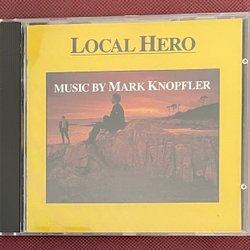 LOCAL HERO
MUSIC BY MARK KNOPFLER